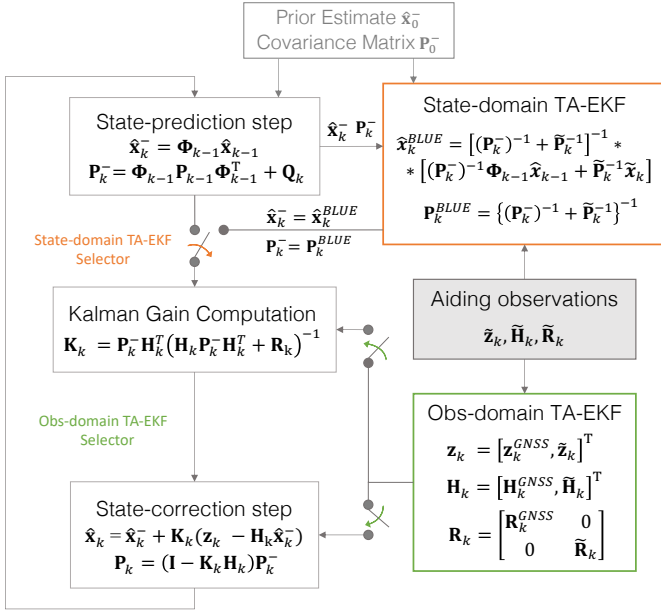 Prior Estimate x̂₀⁻
Covariance Matrix P₀⁻
State-prediction step
x̂ₖ⁻ = Φₖ₋₁x̂ₖ₋₁
Pₖ⁻= Φₖ₋₁Pₖ₋₁Φᵀₖ₋₁ + Qₖ
x̂ₖ⁻ Pₖ⁻
State-domain TA-EKF
x̂ₖᴮᴸᵁᴱ = [(Pₖ⁻)⁻¹ + P̃ₖ⁻¹]⁻¹ *
* [(Pₖ⁻)⁻¹Φₖ₋₁x̂ₖ₋₁ + P̃ₖ⁻¹x̃ₖ]
Pₖᴮᴸᵁᴱ = {(Pₖ⁻)⁻¹ + P̃ₖ⁻¹}⁻¹
x̂ₖ⁻ = x̂ₖᴮᴸᵁᴱ
Pₖ⁻= Pₖᴮᴸᵁᴱ
State-domain TA-EKF
Selector
Aiding observations
z̃ₖ, H̃ₖ, R̃ₖ
Kalman Gain Computation
Kₖ = Pₖ⁻Hₖᵀ(HₖPₖ⁻Hₖᵀ + Rₖ)⁻¹
Obs-domain TA-EKF
Selector
Obs-domain TA-EKF
zₖ = [zₖᴳᴺˢˢ, z̃ₖ]ᵀ
Hₖ = [Hₖᴳᴺˢˢ, H̃ₖ]ᵀ
Rₖ = [Rₖᴳᴺˢˢ 0
0 R̃ₖ]
State-correction step
x̂ₖ = x̂ₖ⁻ + Kₖ(zₖ − Hₖx̂ₖ⁻)
Pₖ = (I − KₖHₖ)Pₖ⁻